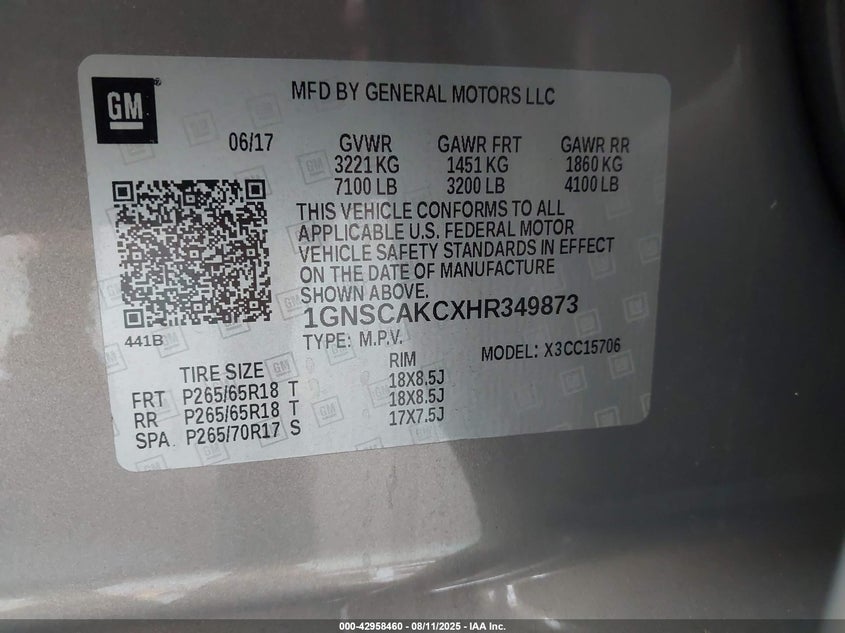 GM
MFD BY GENERAL MOTORS LLC
06/17 GVWR GAWR FRT GAWR RR
3221 KG 1451 KG 1860 KG
7100 LB 3200 LB 4100 LB
THIS VEHICLE CONFORMS TO ALL
APPLICABLE U.S. FEDERAL MOTOR
VEHICLE SAFETY STANDARDS IN EFFECT
ON THE DATE OF MANUFACTURE
SHOWN ABOVE.
1GNSCAKCXHR349873
441B
TYPE: M.P.V. MODEL: X3CC15706
TIRE SIZE RIM
FRT P265/65R18 T 18X8.5J
RR P265/65R18 T 18X8.5J
SPA P265/70R17 S 17X7.5J
000-42958460 - 08/11/2025 - IAA Inc.